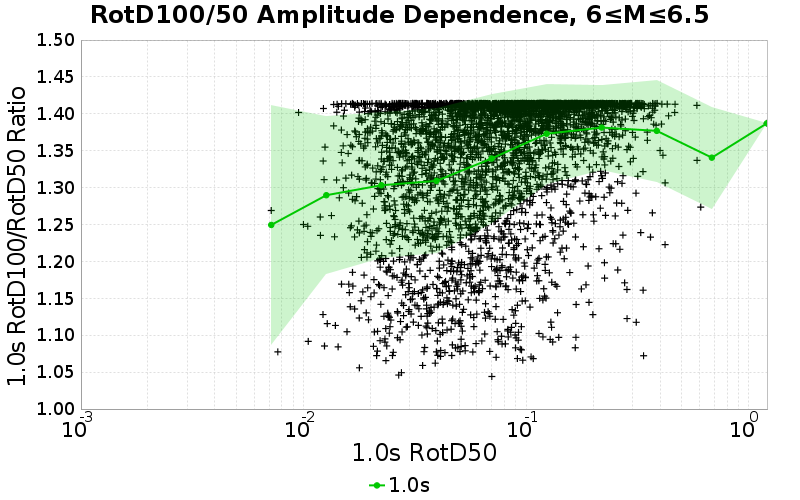 RotD100/50 Amplitude Dependence, 6≤M≤6.5
1.0s RotD100/RotD50 Ratio
1.50
1.45
1.40
1.35
1.30
1.25
1.20
1.15
1.10
1.05
1.00
10^-3 10^-2 10^-1 10^0
1.0s RotD50
1.0s